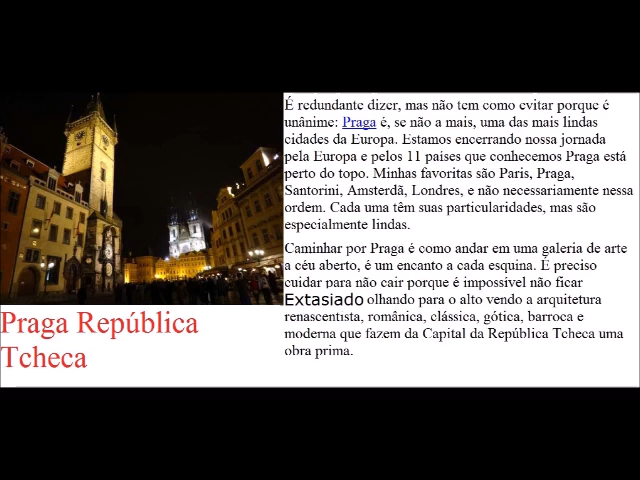 É redundante dizer, mas não tem como evitar porque é
unânime: Praga é, se não a mais, uma das mais lindas
cidades da Europa. Estamos encerrando nossa jornada
pela Europa e pelos 11 países que conhecemos Praga está
perto do topo. Minhas favoritas são Paris, Praga,
Santorini, Amsterdã, Londres, e não necessariamente nessa
ordem. Cada uma têm suas particularidades, mas são
especialmente lindas.
Caminhar por Praga é como andar em uma galeria de arte
a céu aberto, é um encanto a cada esquina. É preciso
cuidar para não cair porque é impossível não ficar
Extasiado olhando para o alto vendo a arquitetura
renascentista, românica, clássica, gótica, barroca e
moderna que fazem da Capital da República Tcheca uma
obra prima.
Praga República
Tcheca